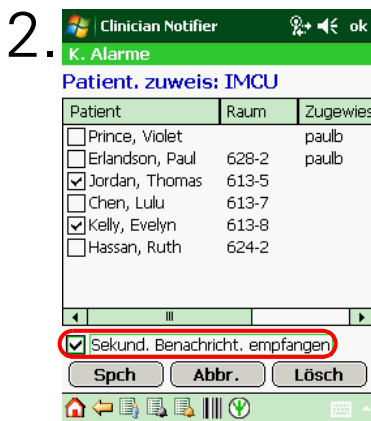 2.
Clinician Notifier ok
K. Alarme
Patient. zuweis: IMCU
Patient Raum Zugewies
Prince, Violet paulb
Erlandson, Paul 628-2 paulb
Jordan, Thomas 613-5
Chen, Lulu 613-7
Kelly, Evelyn 613-8
Hassan, Ruth 624-2
Sekund. Benachricht. empfangen
Spch Abbr. Lösch